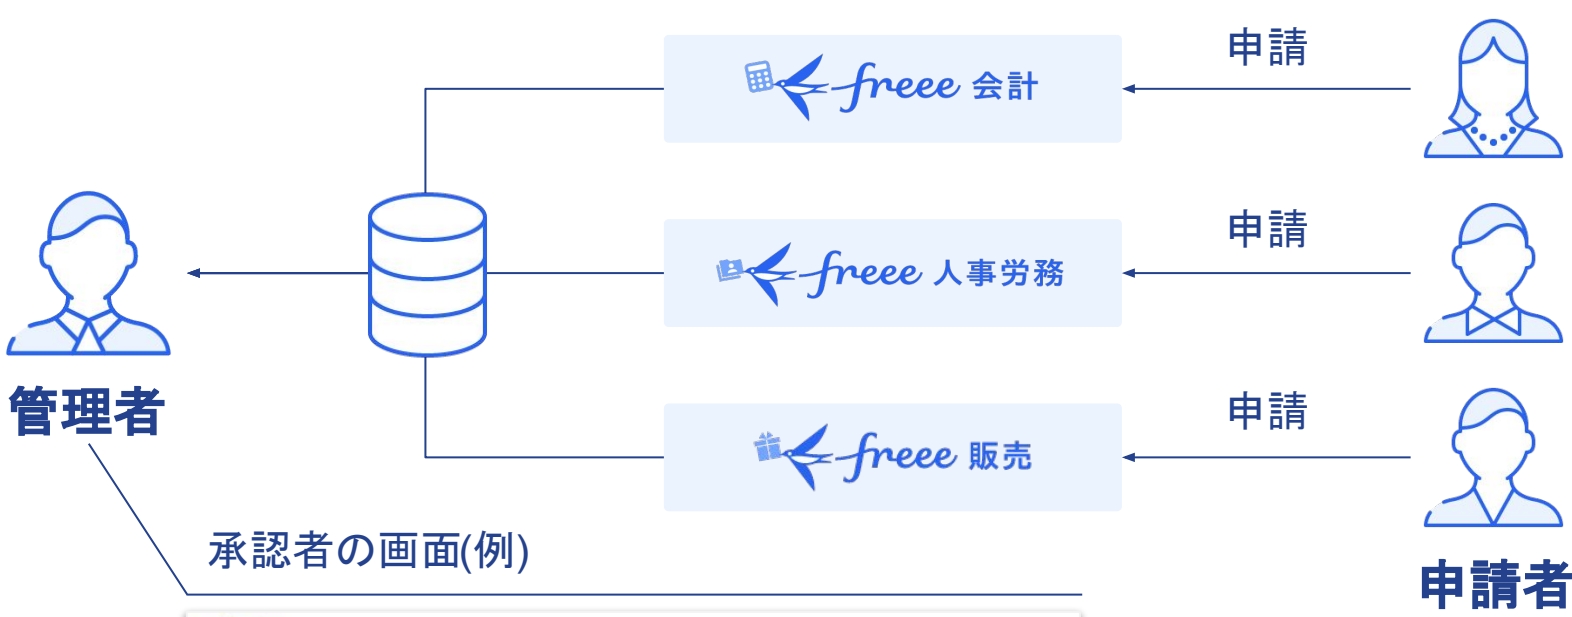 申請
freee 会計
申請
freee 人事労務
管理者
申請
freee 販売
承認者の画面(例)
申請者